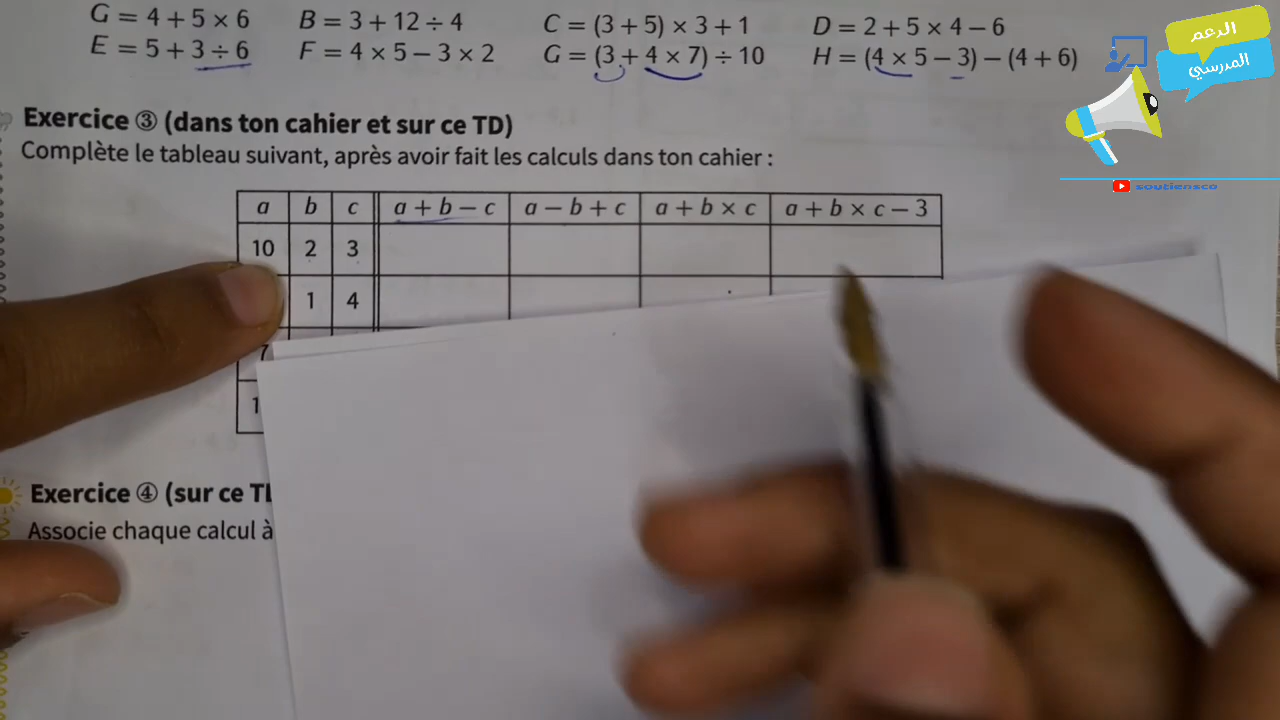 G = 4 + 5 × 6 B = 3 + 12 ÷ 4 C = (3 + 5) × 3 + 1 D = 2 + 5 × 4 − 6
E = 5 + 3 ÷ 6 F = 4 × 5 − 3 × 2 G = (3 + 4 × 7) ÷ 10 H = (4 × 5 − 3) − (4 + 6)
الدعم
المدرسي
soutiensco
Exercice ③ (dans ton cahier et sur ce TD)
Complète le tableau suivant, après avoir fait les calculs dans ton cahier :
a b c a + b − c a − b + c a + b × c a + b × c − 3
10 2 3
1 4
7
1
Exercice ④ (sur ce
Associe chaque calcul à